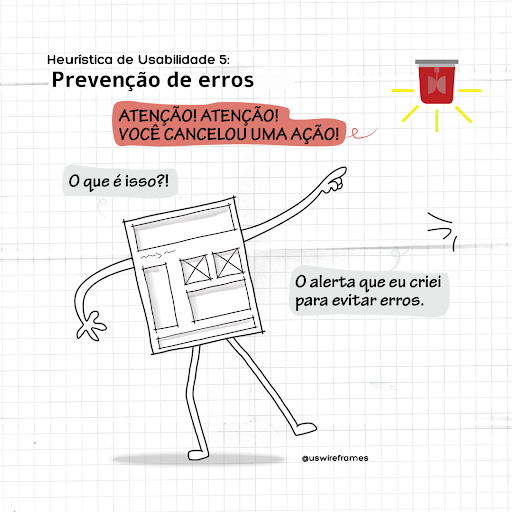 Heurística de Usabilidade 5:
Prevenção de erros
ATENÇÃO! ATENÇÃO!
VOCÊ CANCELOU UMA AÇÃO!
O que é isso?!
O alerta que eu criei
para evitar erros.
@uswireframes